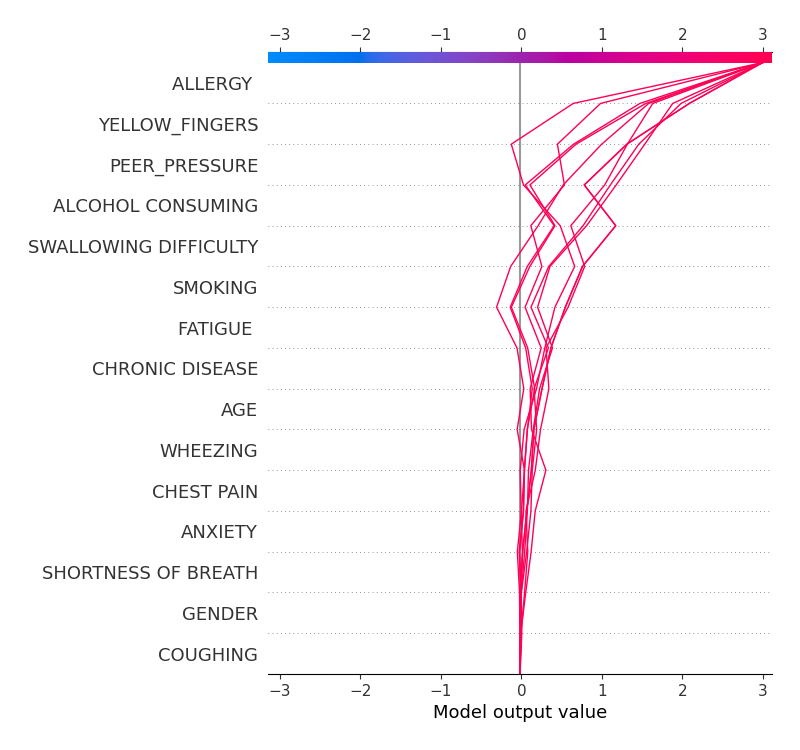 −3 −2 −1 0 1 2 3
ALLERGY
YELLOW_FINGERS
PEER_PRESSURE
ALCOHOL CONSUMING
SWALLOWING DIFFICULTY
SMOKING
FATIGUE
CHRONIC DISEASE
AGE
WHEEZING
CHEST PAIN
ANXIETY
SHORTNESS OF BREATH
GENDER
COUGHING
−3 −2 −1 0 1 2 3
Model output value